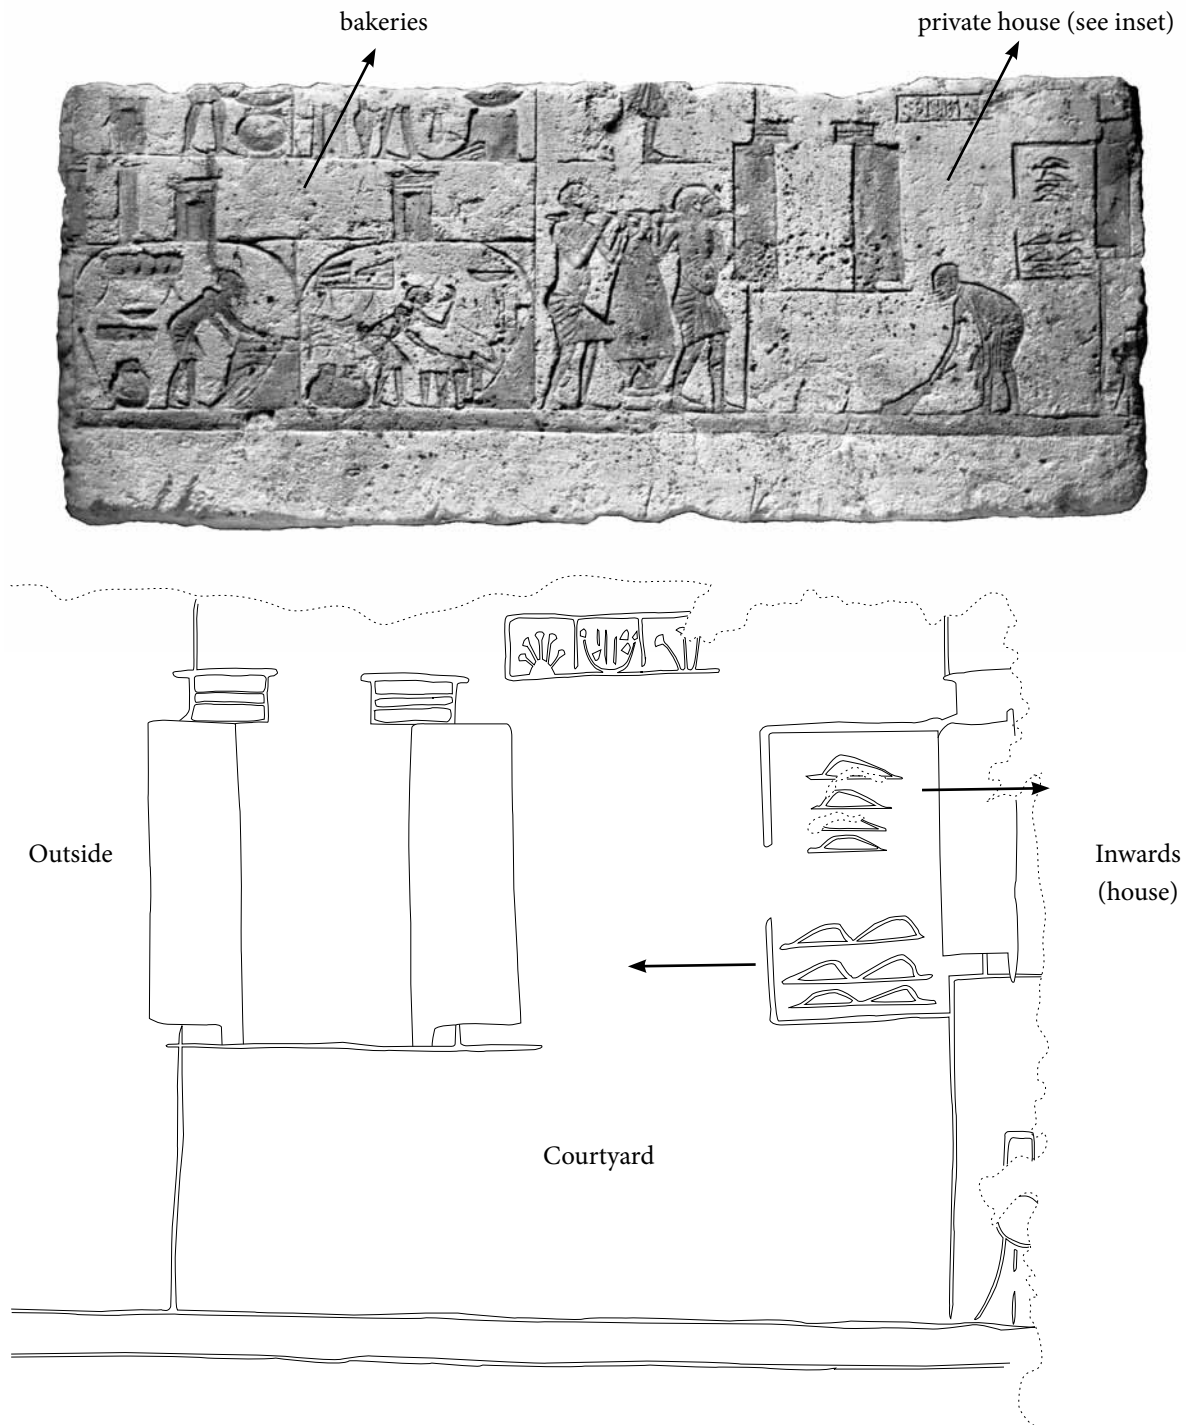 bakeries
private house (see inset)
Outside
Inwards
(house)
Courtyard